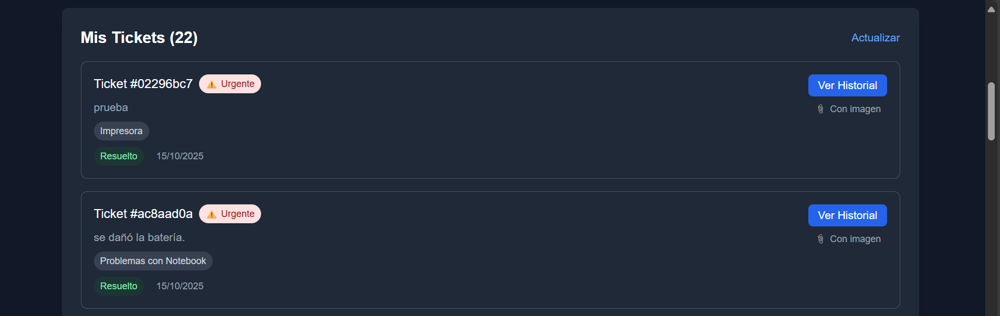 Mis Tickets (22)
Actualizar
Ticket #02296bc7
⚠️ Urgente
Ver Historial
prueba
Con imagen
Impresora
Resuelto
15/10/2025
Ticket #ac8aad0a
⚠️ Urgente
Ver Historial
se dañó la batería.
Con imagen
Problemas con Notebook
Resuelto
15/10/2025